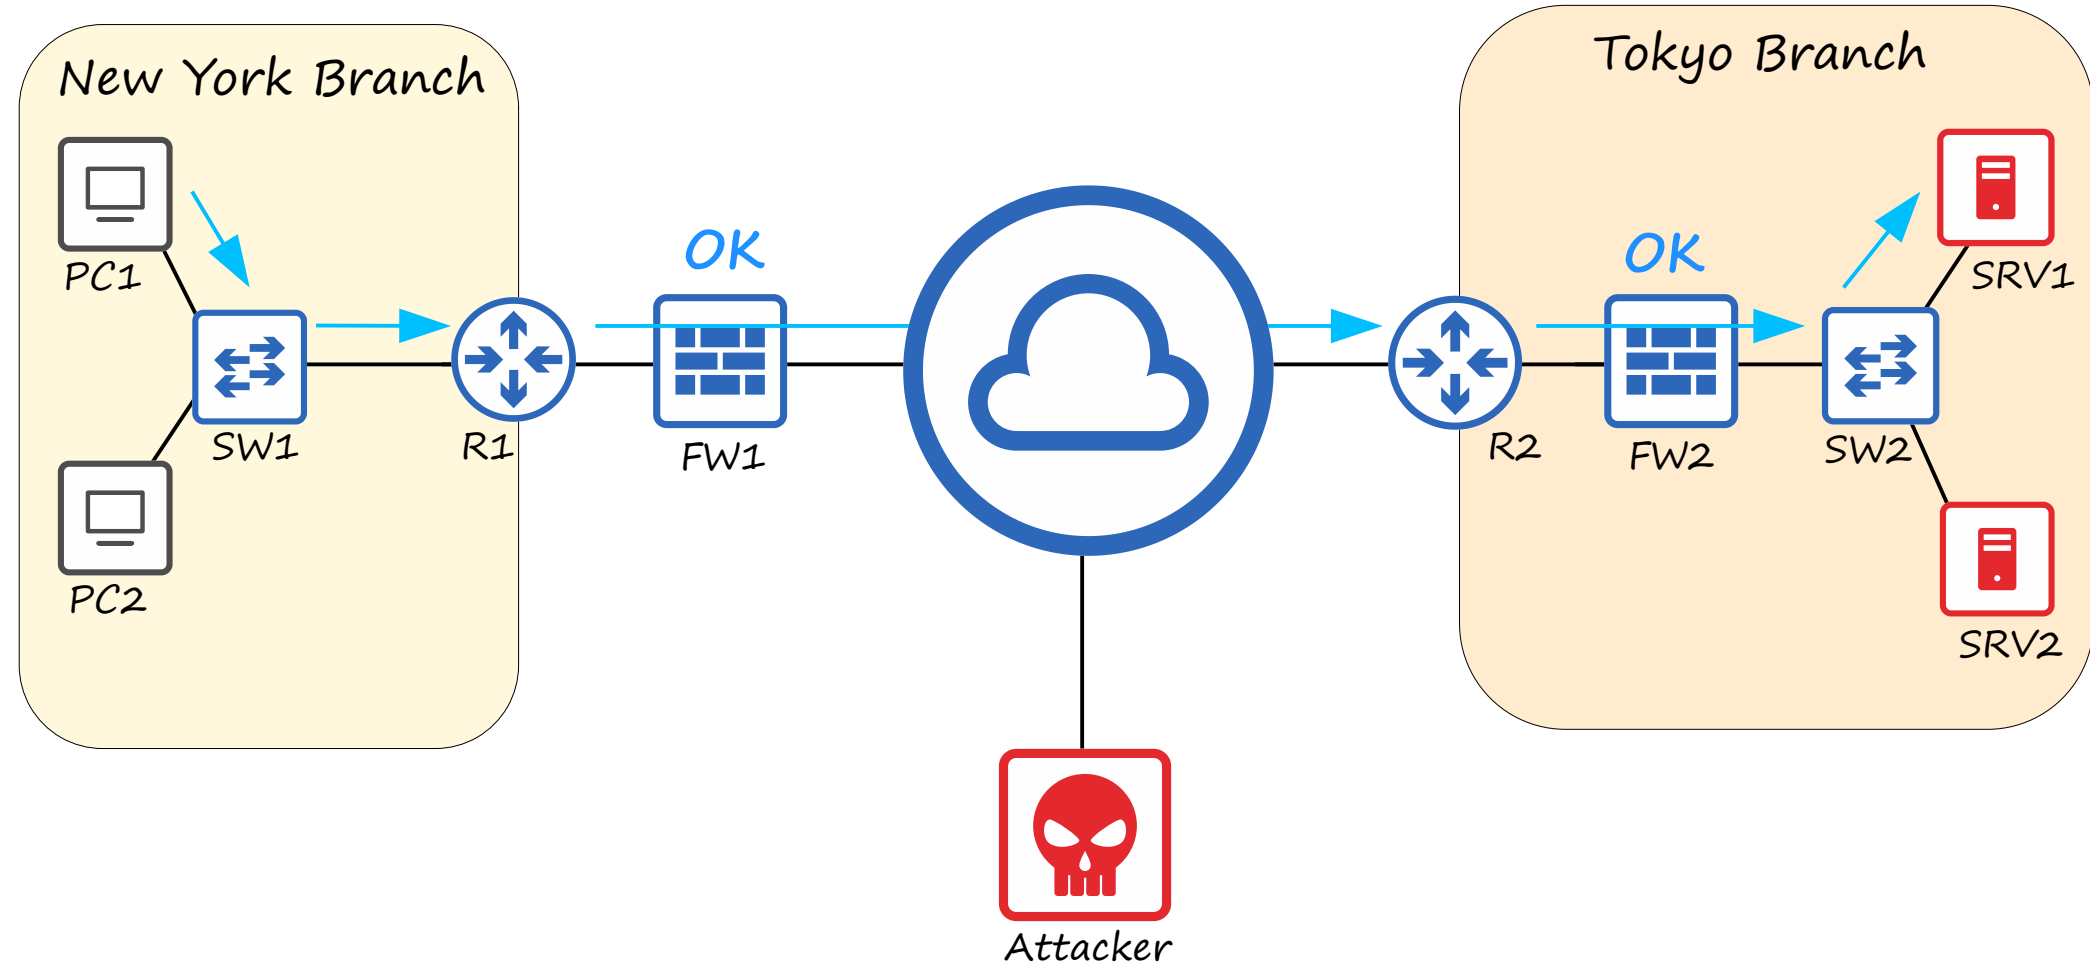 New York Branch
Tokyo Branch
PC1
OK
OK
SRV1
SW1
R1
FW1
R2
FW2
SW2
PC2
SRV2
Attacker